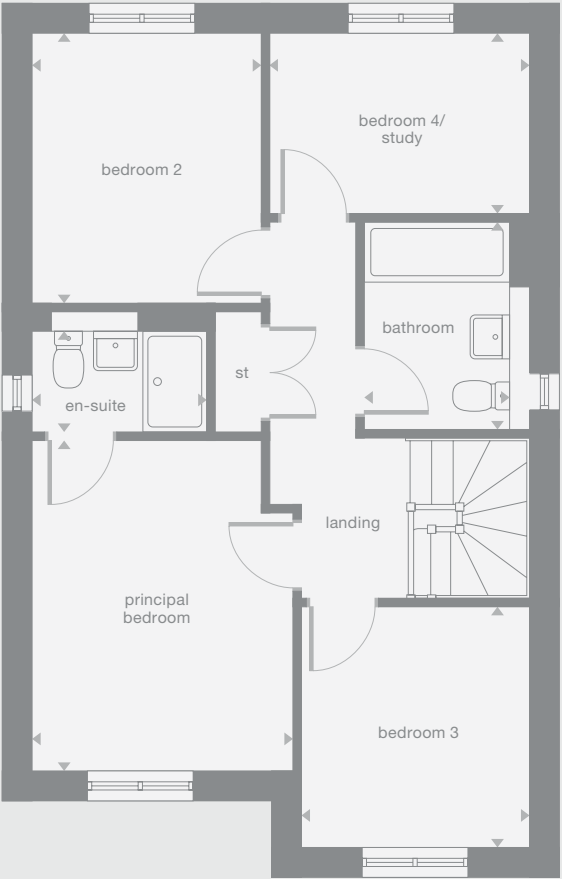 bedroom 2
bedroom 4/
study
bathroom
st
en-suite
landing
principal
bedroom
bedroom 3